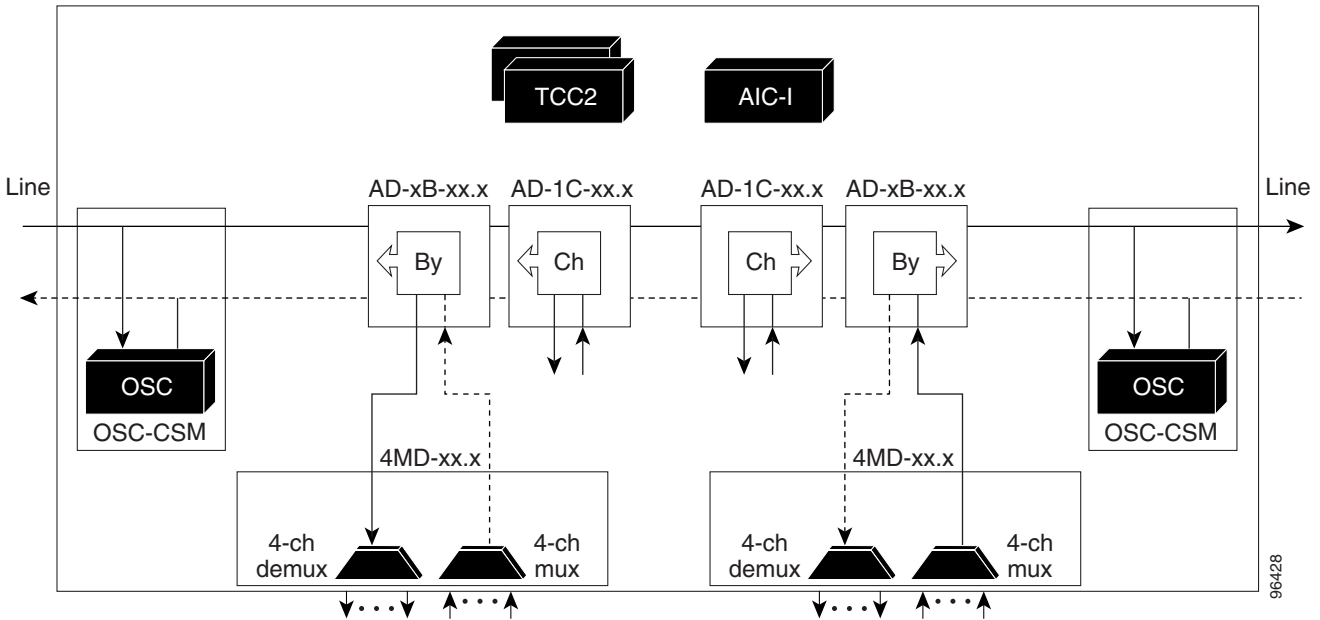 TCC2
AIC-I
Line
AD-xB-xx.x
AD-1C-xx.x
AD-1C-xx.x
AD-xB-xx.x
Line
By
Ch
Ch
By
OSC
OSC-CSM
OSC
OSC-CSM
4MD-xx.x
4MD-xx.x
4-ch
demux
4-ch
mux
4-ch
demux
4-ch
mux
96428